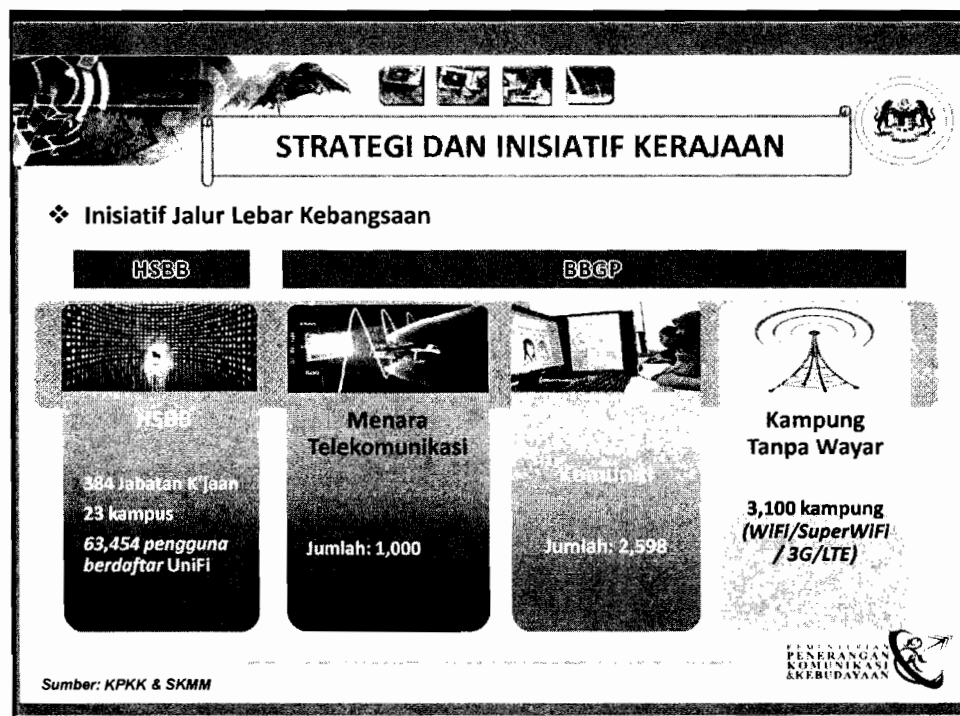 STRATEGI DAN INISIATIF KERAJAAN
❖ Inisiatif Jalur Lebar Kebangsaan
HSBB
BBGP
HSBB
384 Jabatan K'jaan
23 kampus
63,454 pengguna
berdaftar UniFi
Menara
Telekomunikasi
Jumlah: 1,000
Komuniti
Jumlah: 2,598
Kampung
Tanpa Wayar
3,100 kampung
(WiFi/SuperWiFi
/ 3G/LTE)
KEMENTERIAN
PENERANGAN
KOMUNIKASI
&KEBUDAYAAN
Sumber: KPKK & SKMM